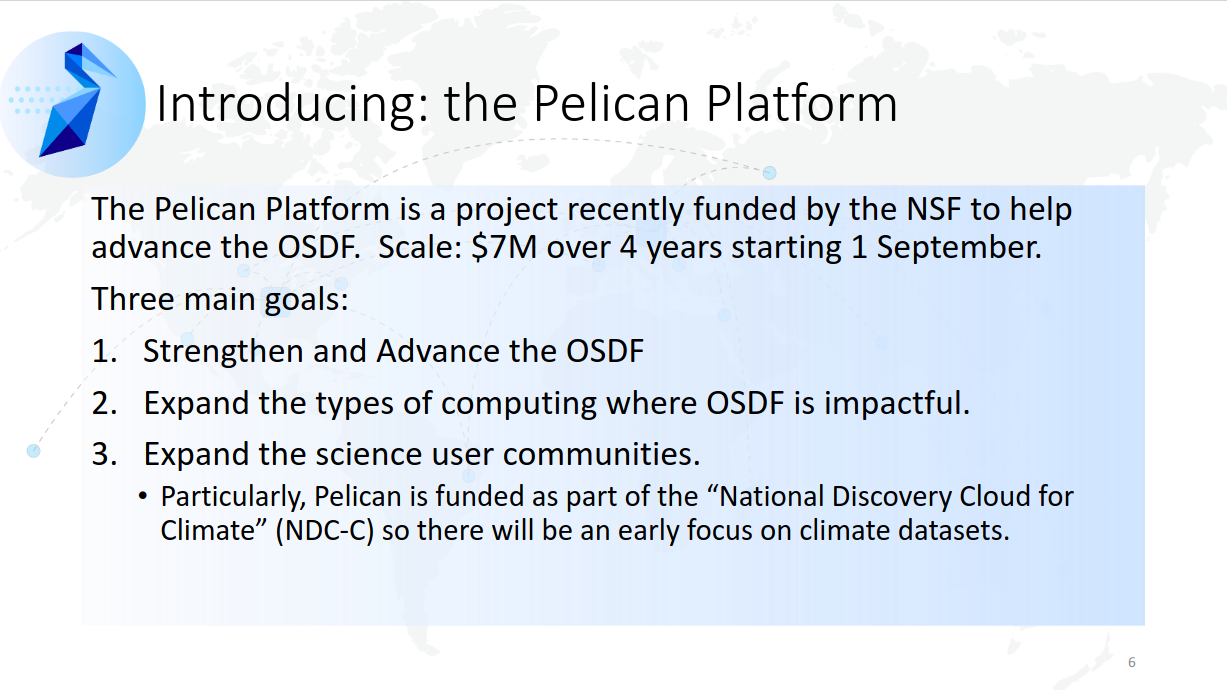 Introducing: the Pelican Platform
The Pelican Platform is a project recently funded by the NSF to help
advance the OSDF.  Scale: $7M over 4 years starting 1 September.
Three main goals:
1. Strengthen and Advance the OSDF
2. Expand the types of computing where OSDF is impactful.
3. Expand the science user communities.
• Particularly, Pelican is funded as part of the “National Discovery Cloud for
Climate” (NDC-C) so there will be an early focus on climate datasets.
6